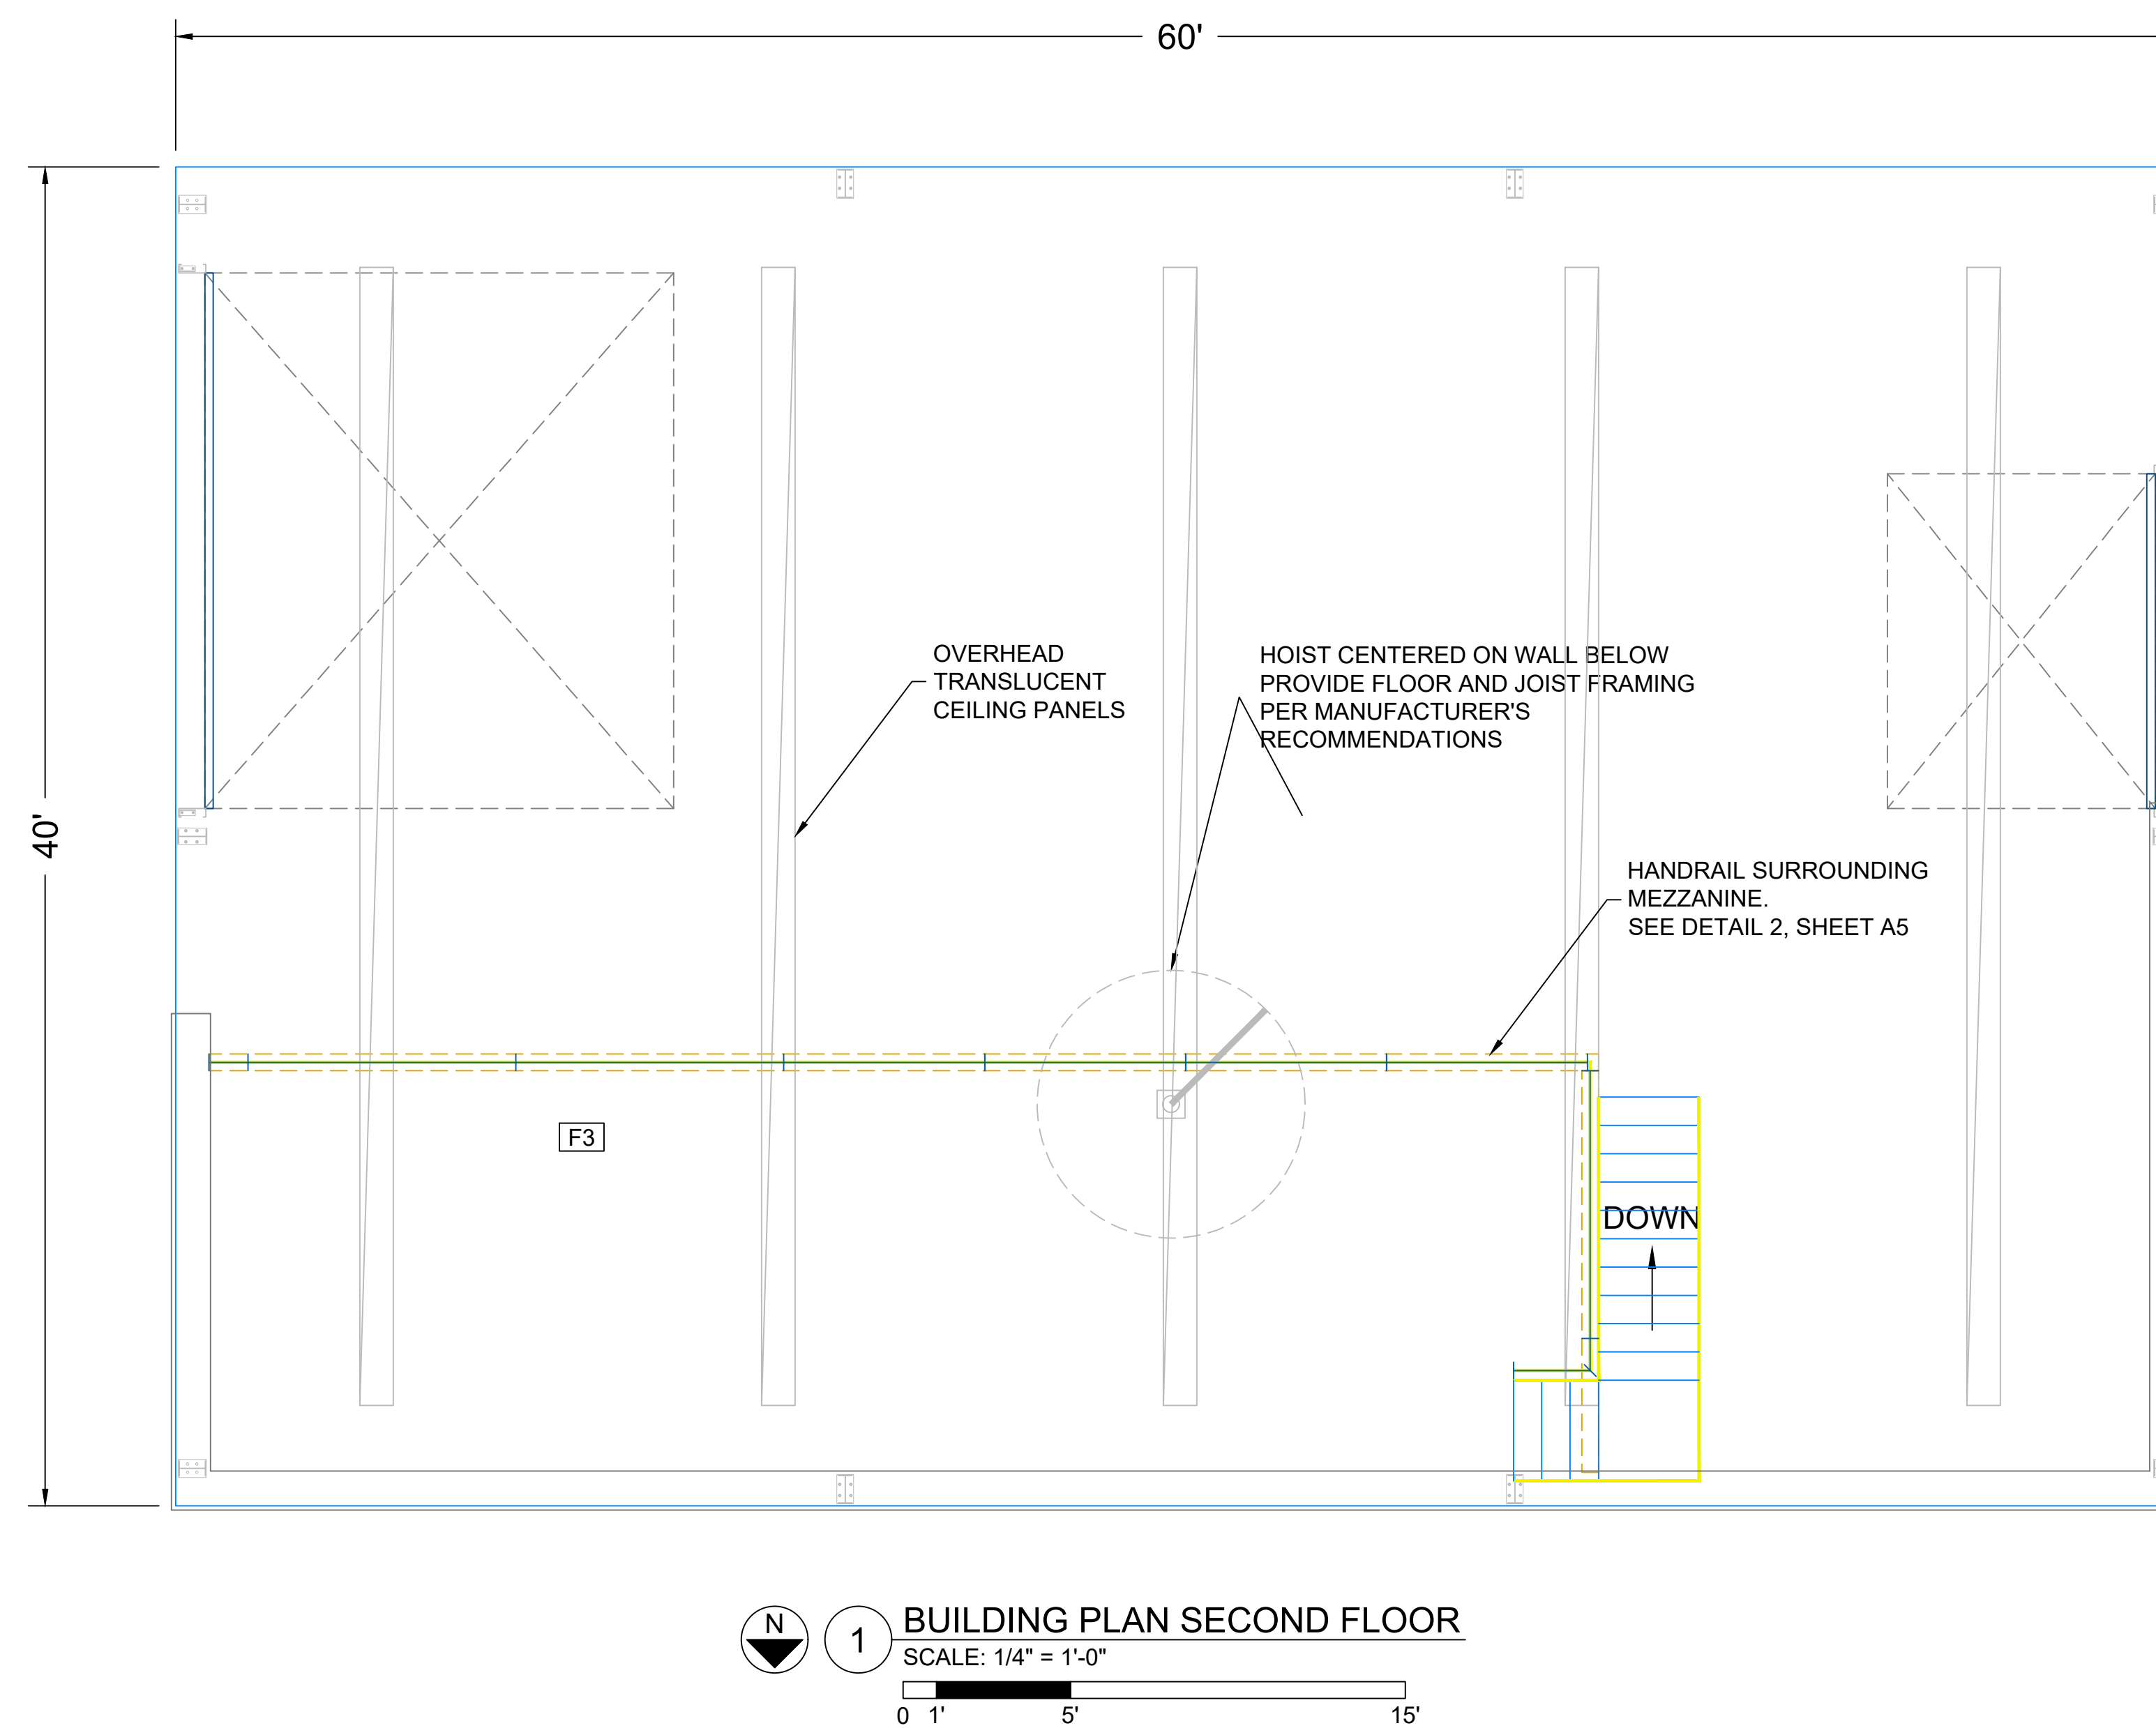 60'
40'
OVERHEAD
TRANSLUCENT
CEILING PANELS
HOIST CENTERED ON WALL BELOW
PROVIDE FLOOR AND JOIST FRAMING
PER MANUFACTURER'S
RECOMMENDATIONS
HANDRAIL SURROUNDING
MEZZANINE.
SEE DETAIL 2, SHEET A5
F3
DOWN
N
1
BUILDING PLAN SECOND FLOOR
SCALE: 1/4" = 1'-0"
0 1' 5' 15'